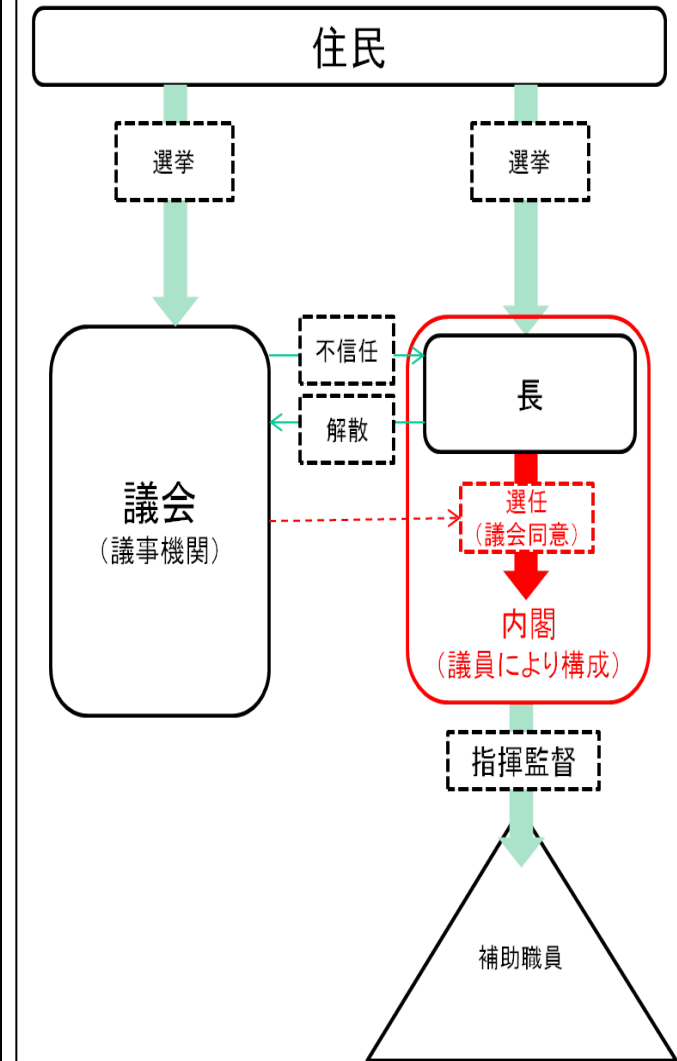 住民
選挙
選挙
不信任
長
解散
議会
（議事機関）
選任
（議会同意）
内閣
（議員により構成）
指揮監督
補助職員